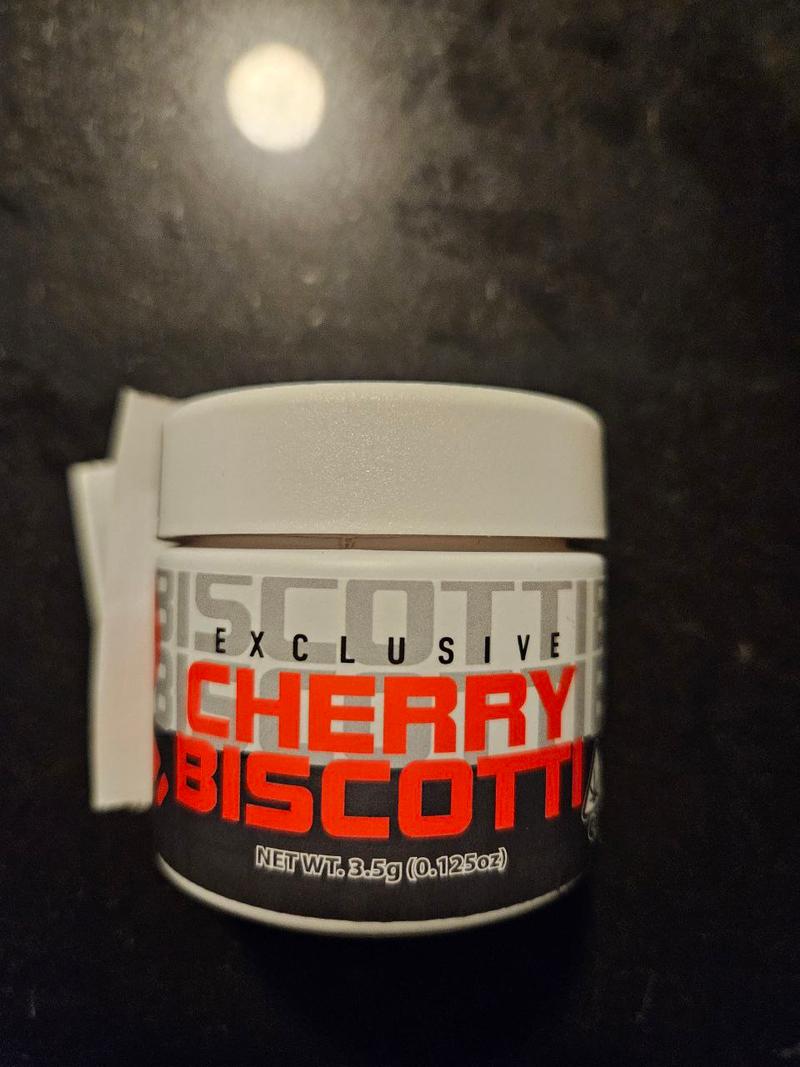 BISCOTTI
EXCLUSIVE
CHERRY
BISCOTTI
NET WT. 3.5g (0.125oz)